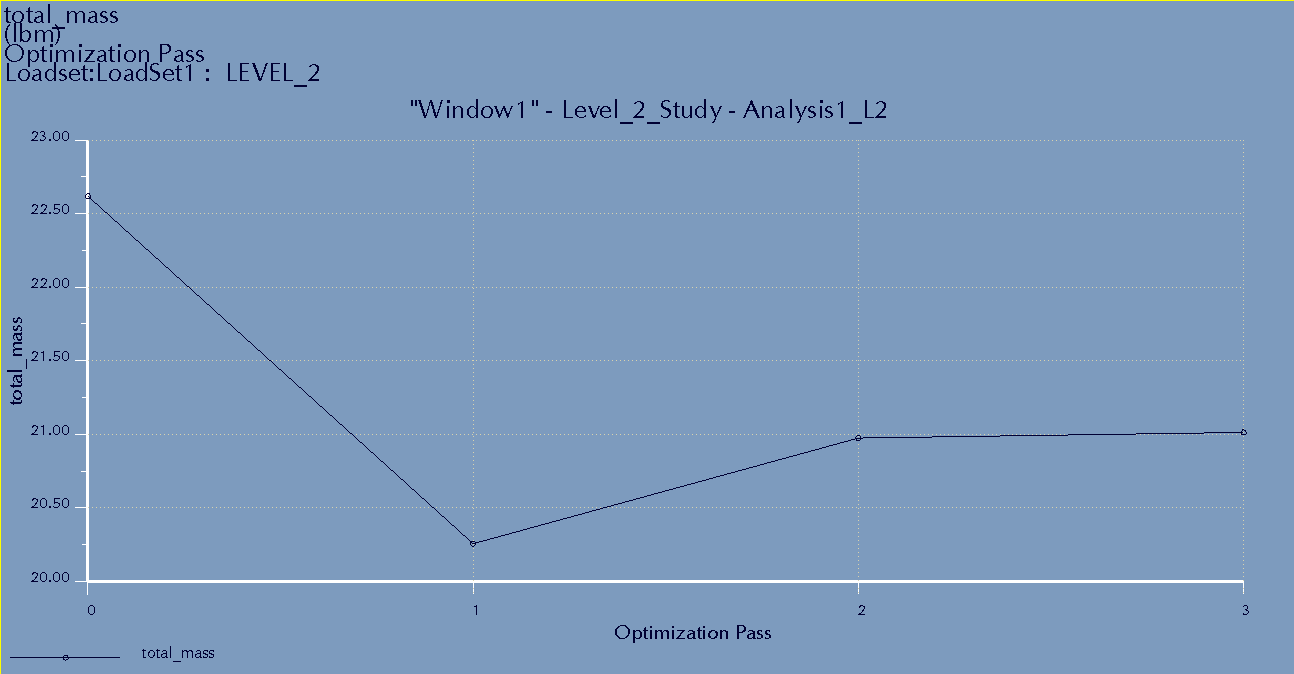 total_mass
(lbm)
Optimization Pass
Loadset:LoadSet1 : LEVEL_2
"Window1" - Level_2_Study - Analysis1_L2
23.00
22.50
22.00
21.50
21.00
20.50
20.00
total_mass
0 1 2 3
Optimization Pass
total_mass